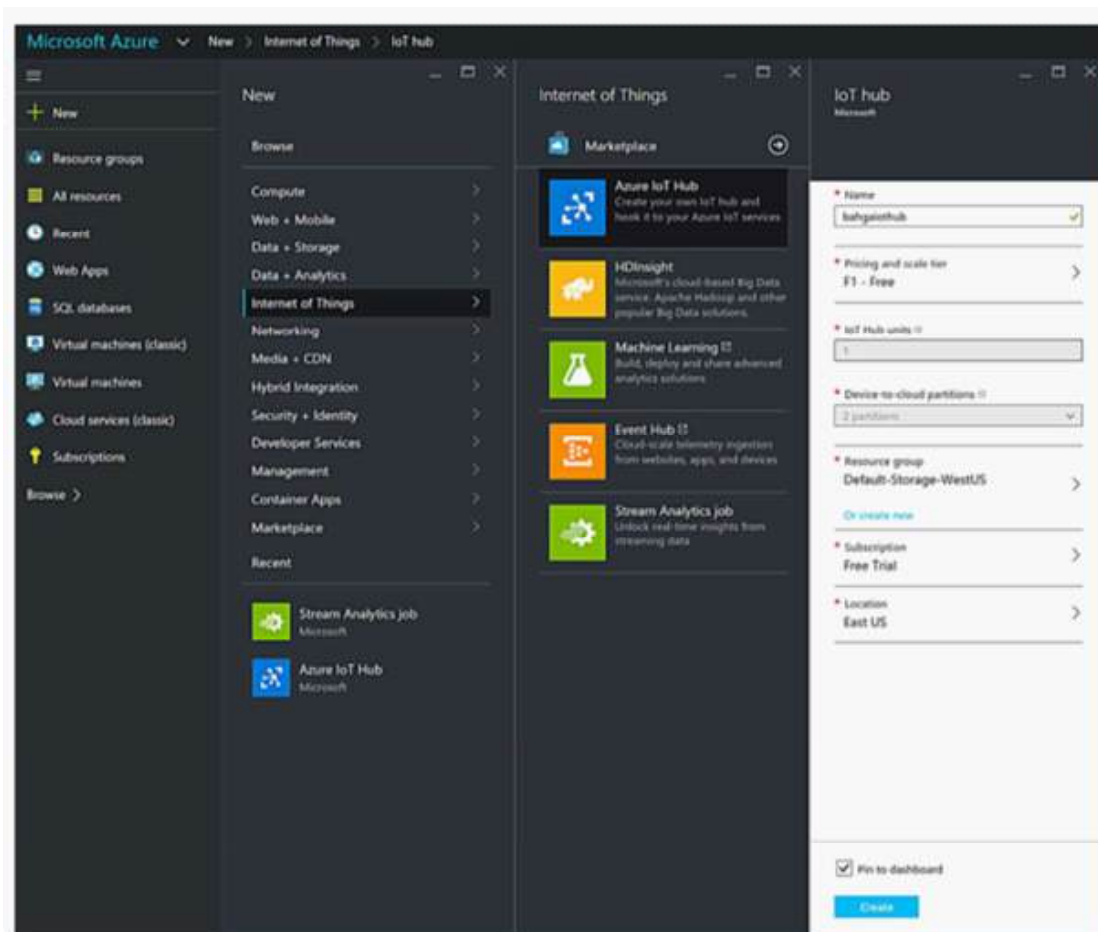 Microsoft Azure New > Internet of Things > IoT hub
New
Resource groups
All resources
Recent
Web Apps
SQL databases
Virtual machines (classic)
Virtual machines
Cloud services (classic)
Subscriptions
Browse >
New
Browse
Compute
Web + Mobile
Data + Storage
Data + Analytics
Internet of Things
Networking
Media + CDN
Hybrid Integration
Security + Identity
Developer Services
Management
Container Apps
Marketplace
Recent
Stream Analytics job
Microsoft
Azure IoT Hub
Microsoft
Internet of Things
Marketplace
Azure IoT Hub
Create your own IoT hub and
hook it to your Azure IoT services
HDInsight
Microsoft's cloud-based Big Data
service. Apache Hadoop and other
popular Big Data solutions.
Machine Learning
Build, deploy and share advanced
analytics solutions
Event Hub
Cloud-scale telemetry ingestion
from websites, apps, and devices
Stream Analytics job
Unlock real-time insights from
streaming data
IoT hub
Microsoft
* Name
bahgaiothub
* Pricing and scale tier
F1 - Free
* IoT Hub units
1
* Device-to-cloud partitions
2 partitions
* Resource group
Default-Storage-WestUS
Or create new
* Subscription
Free Trial
* Location
East US
Pin to dashboard
Create